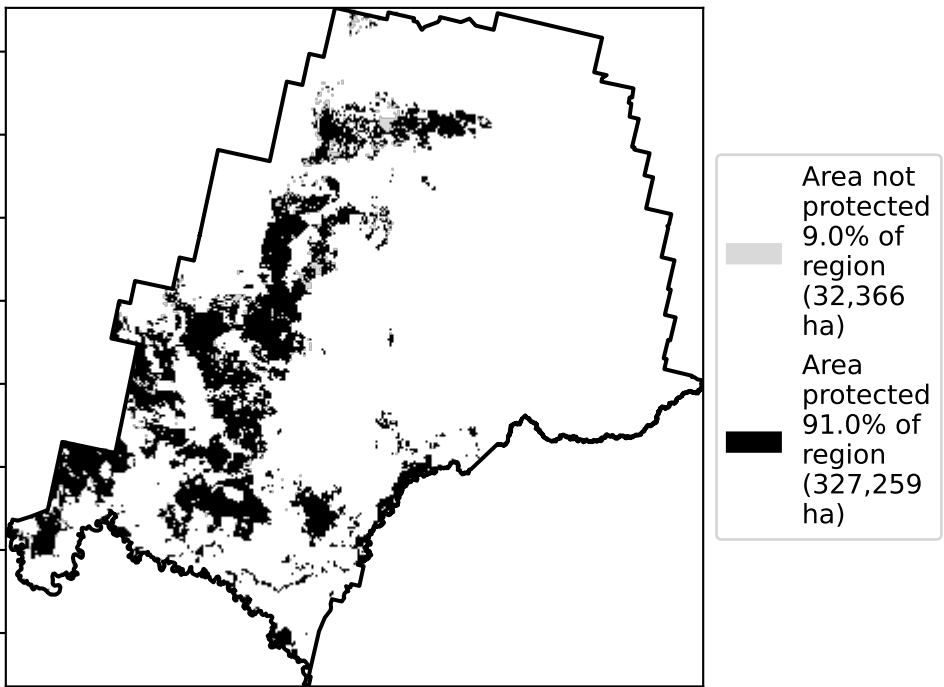 Area not
protected
9.0% of
region
(32,366
ha)
Area
protected
91.0% of
region
(327,259
ha)